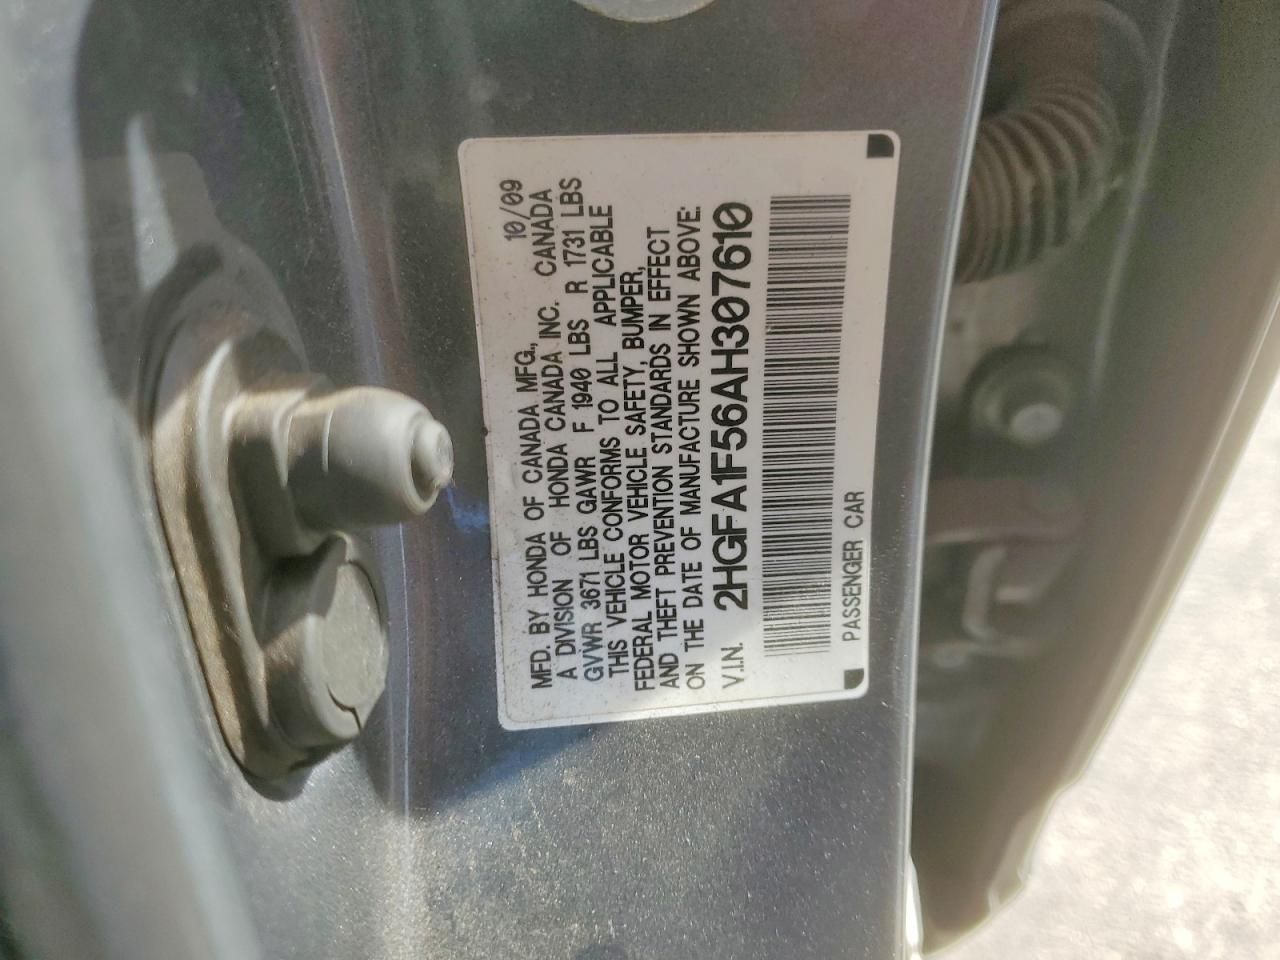 MFD. BY HONDA OF CANADA MFG., 10/09
A DIVISION OF HONDA CANADA INC. CANADA
GVWR 3671 LBS GAWR F 1940 LBS R 1731 LBS
THIS VEHICLE CONFORMS TO ALL APPLICABLE
FEDERAL MOTOR VEHICLE SAFETY, BUMPER,
AND THEFT PREVENTION STANDARDS IN EFFECT
ON THE DATE OF MANUFACTURE SHOWN ABOVE:
V.I.N. 2HGFA1F56AH307610
PASSENGER CAR